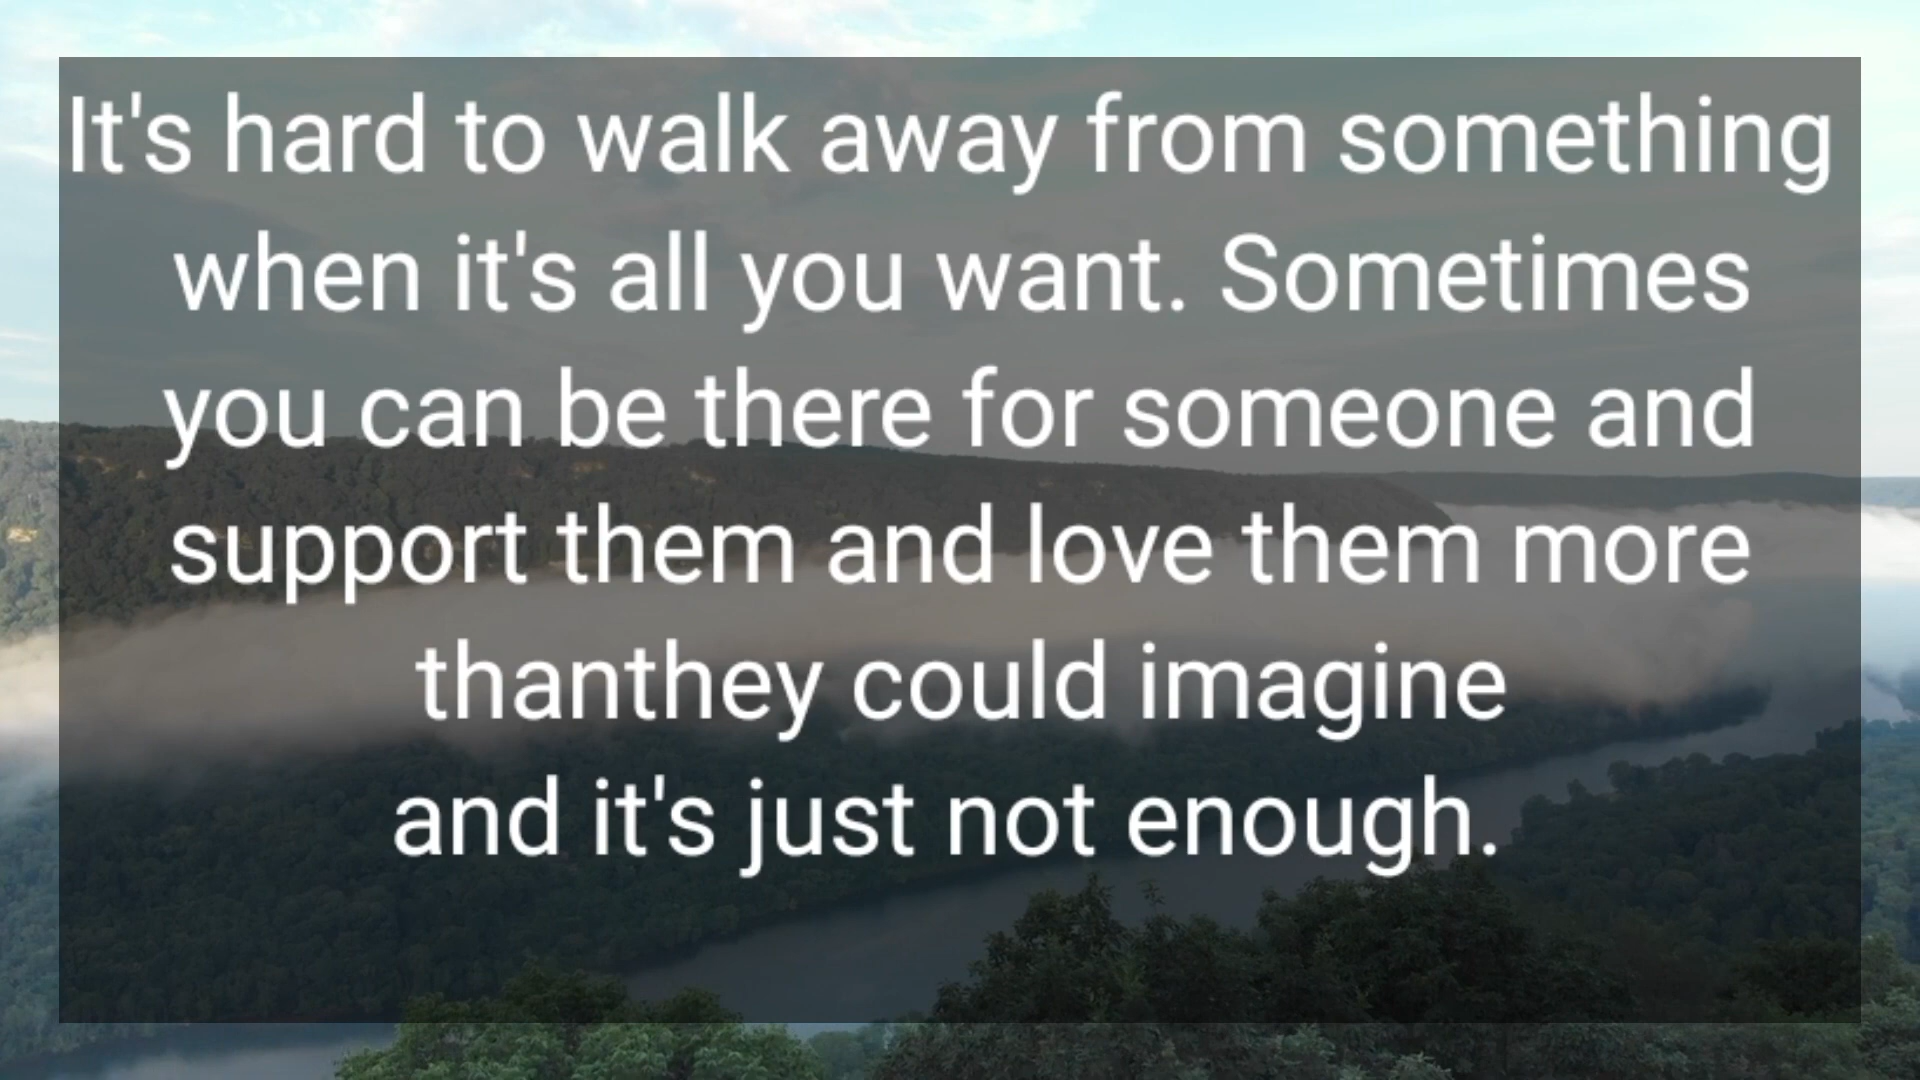 It's hard to walk away from something
when it's all you want. Sometimes
you can be there for someone and
support them and love them more
thanthey could imagine
and it's just not enough.